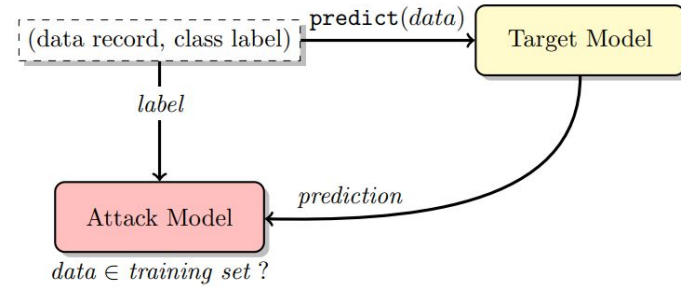 (data record, class label)
predict(data)
Target Model
label
prediction
Attack Model
data ∈ training set ?